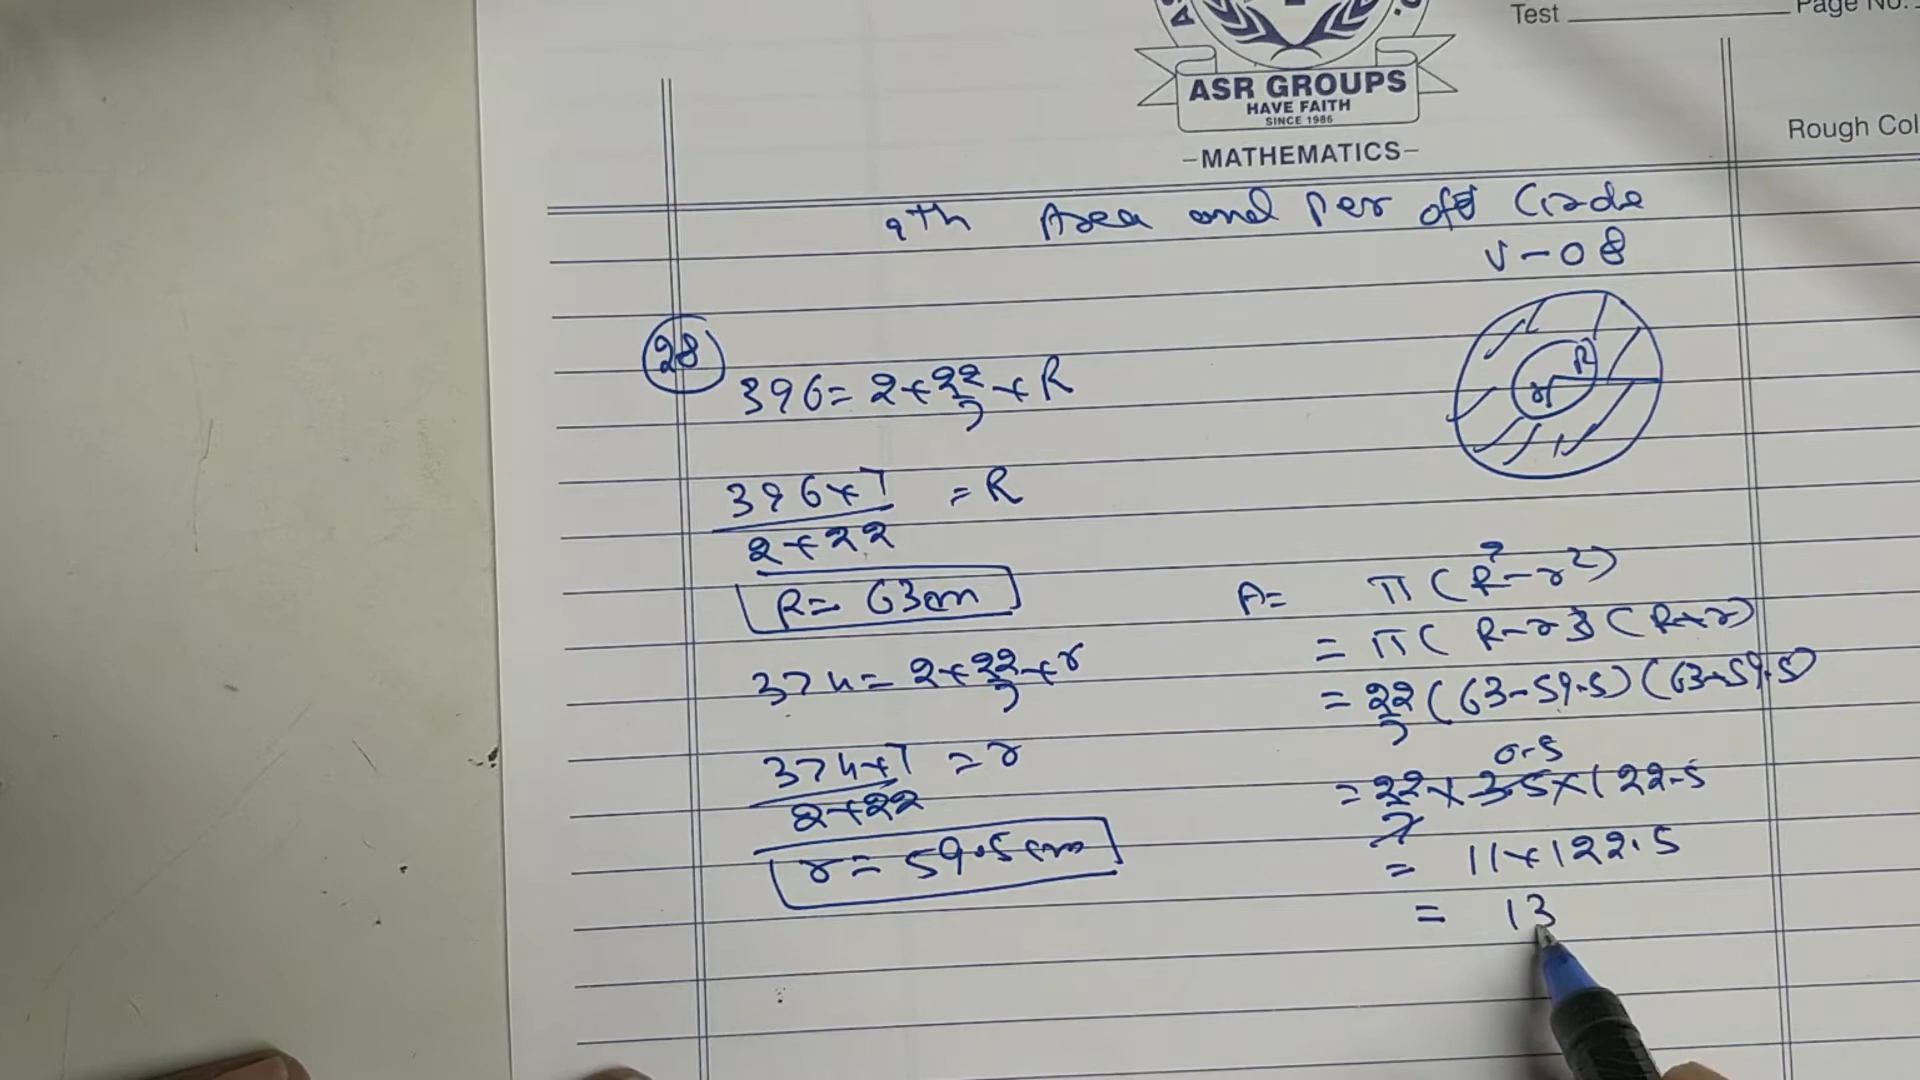 Test
Page No.
ASR GROUPS
HAVE FAITH
SINCE 1986
-MATHEMATICS-
Rough Col
9th Area and Per of Circle
V-08
28
396 = 2×22/7×R
R
r
396×7/2×22 = R
R = 63cm
374 = 2×22/7×r
374×7/2×22 = r
r = 59.5cm
A = π(R²-r²)
= π(R-r)(R+r)
= 22/7(63-59.5)(63+59.5)
0.5
= 22/7×3.5×122.5
= 11×122.5
= 13